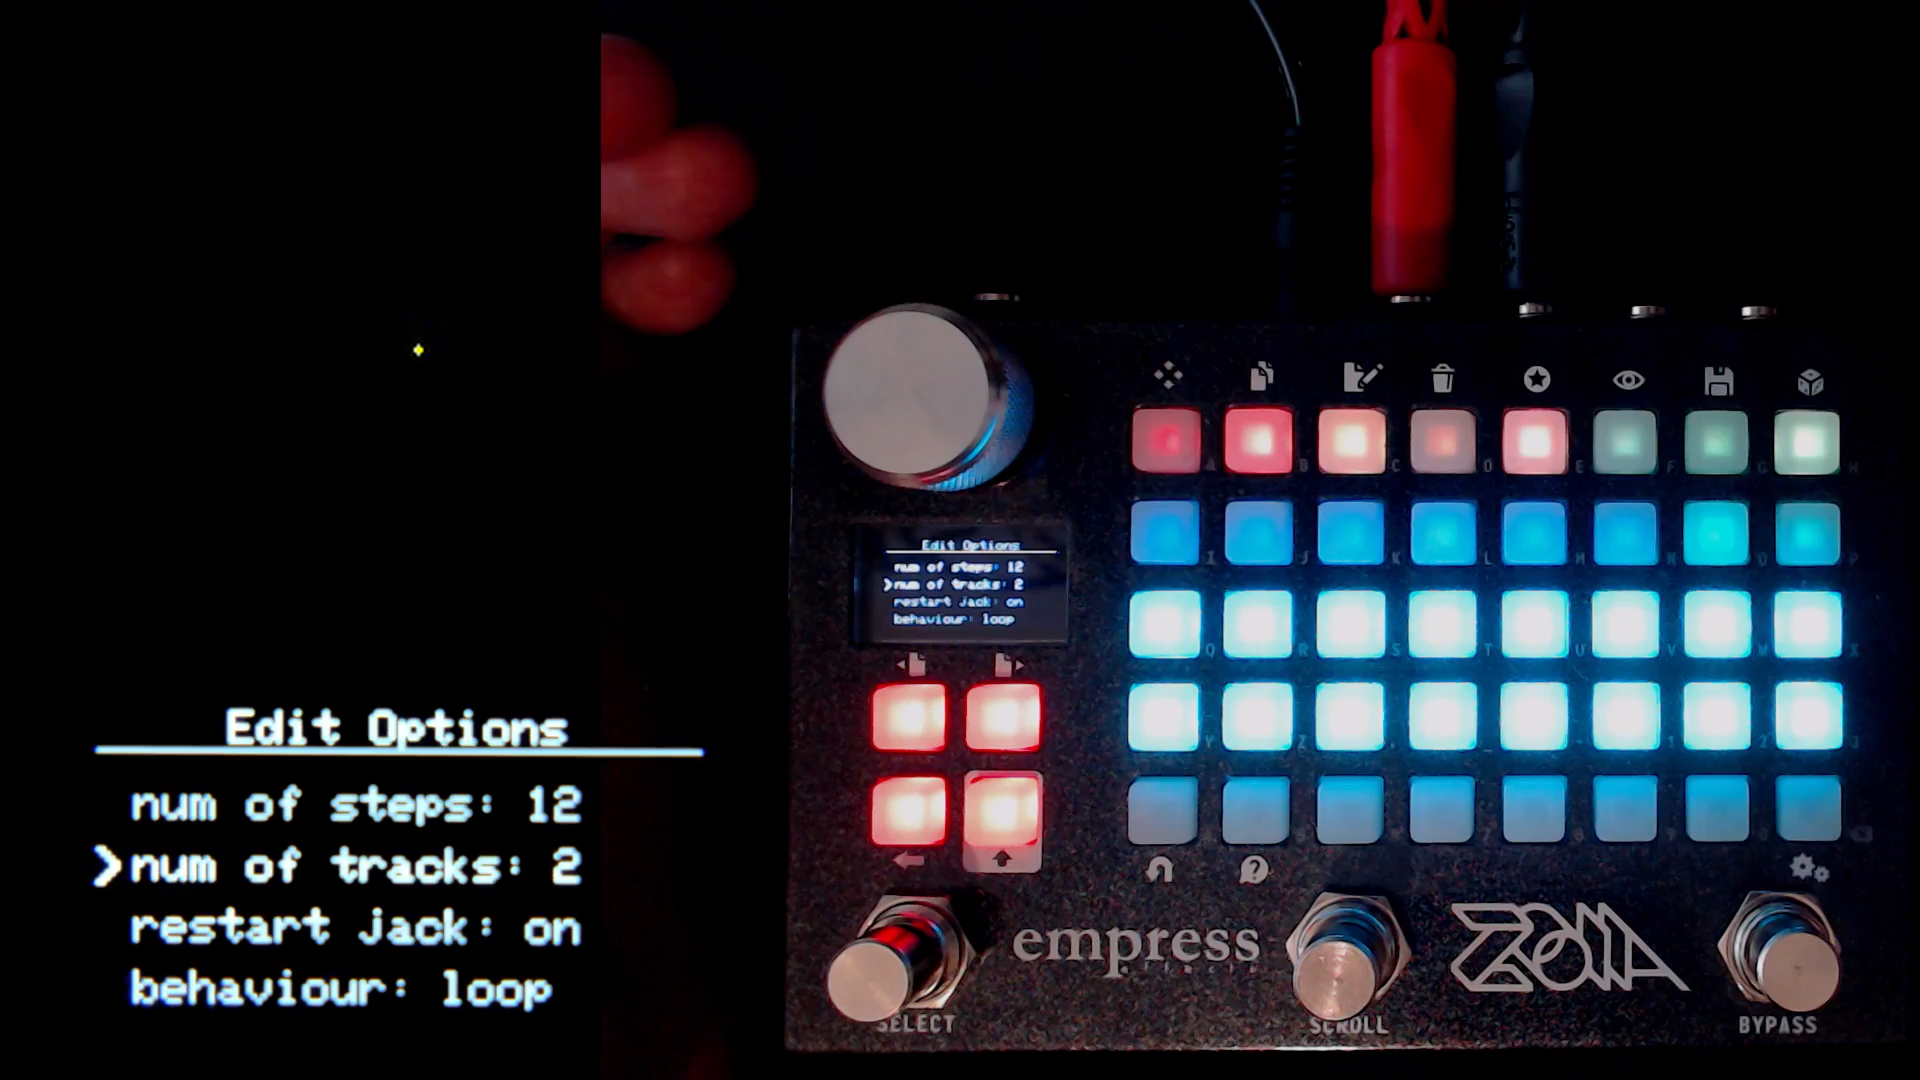 Edit Options
num of steps: 12
num of tracks: 2
restart jack: on
behaviour: loop
Edit Options
num of steps: 12
num of tracks: 2
restart jack: on
behaviour: loop
A B C D E F G H
I J K L M N O P
Q R S T U V W X
Y Z
empress
effects
ZOIA
SELECT
SCROLL
BYPASS